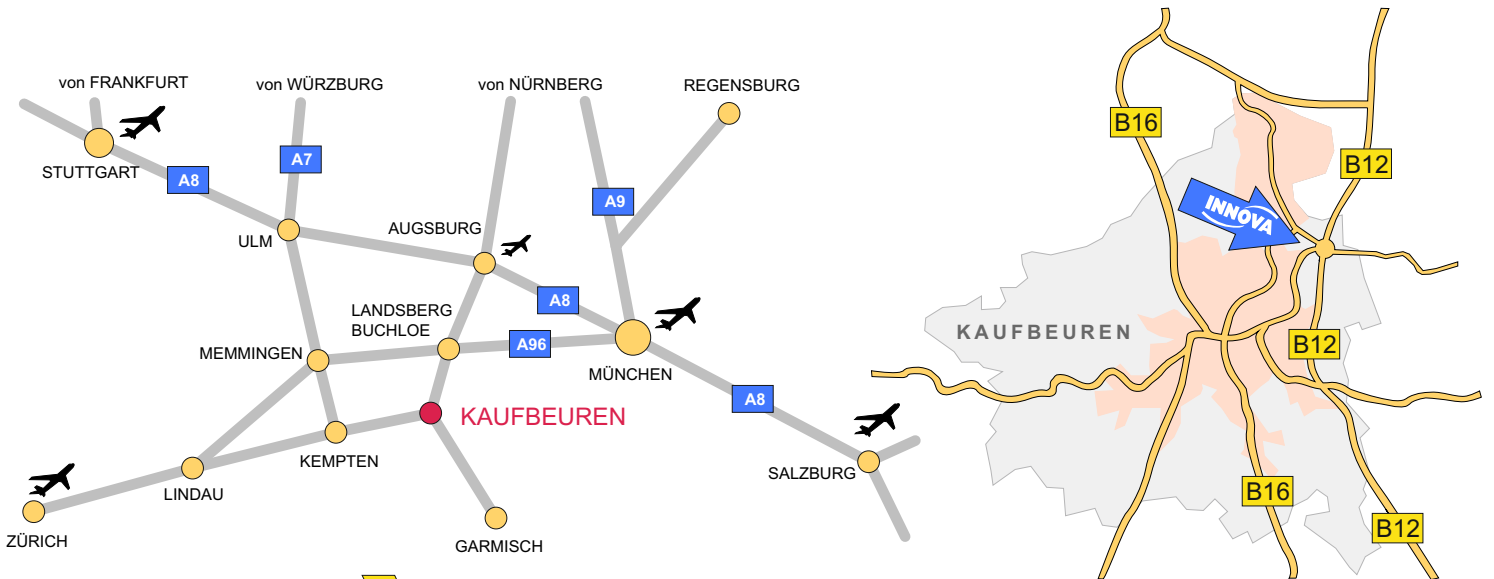 von FRANKFURT
von WÜRZBURG
von NÜRNBERG
REGENSBURG
STUTTGART
A8
A7
A9
ULM
AUGSBURG
A8
LANDSBERG
BUCHLOE
A96
MEMMINGEN
MÜNCHEN
A8
KAUFBEUREN
KEMPTEN
LINDAU
SALZBURG
ZÜRICH
GARMISCH
B16
B12
INNOVA
KAUFBEUREN
B12
B16
B12